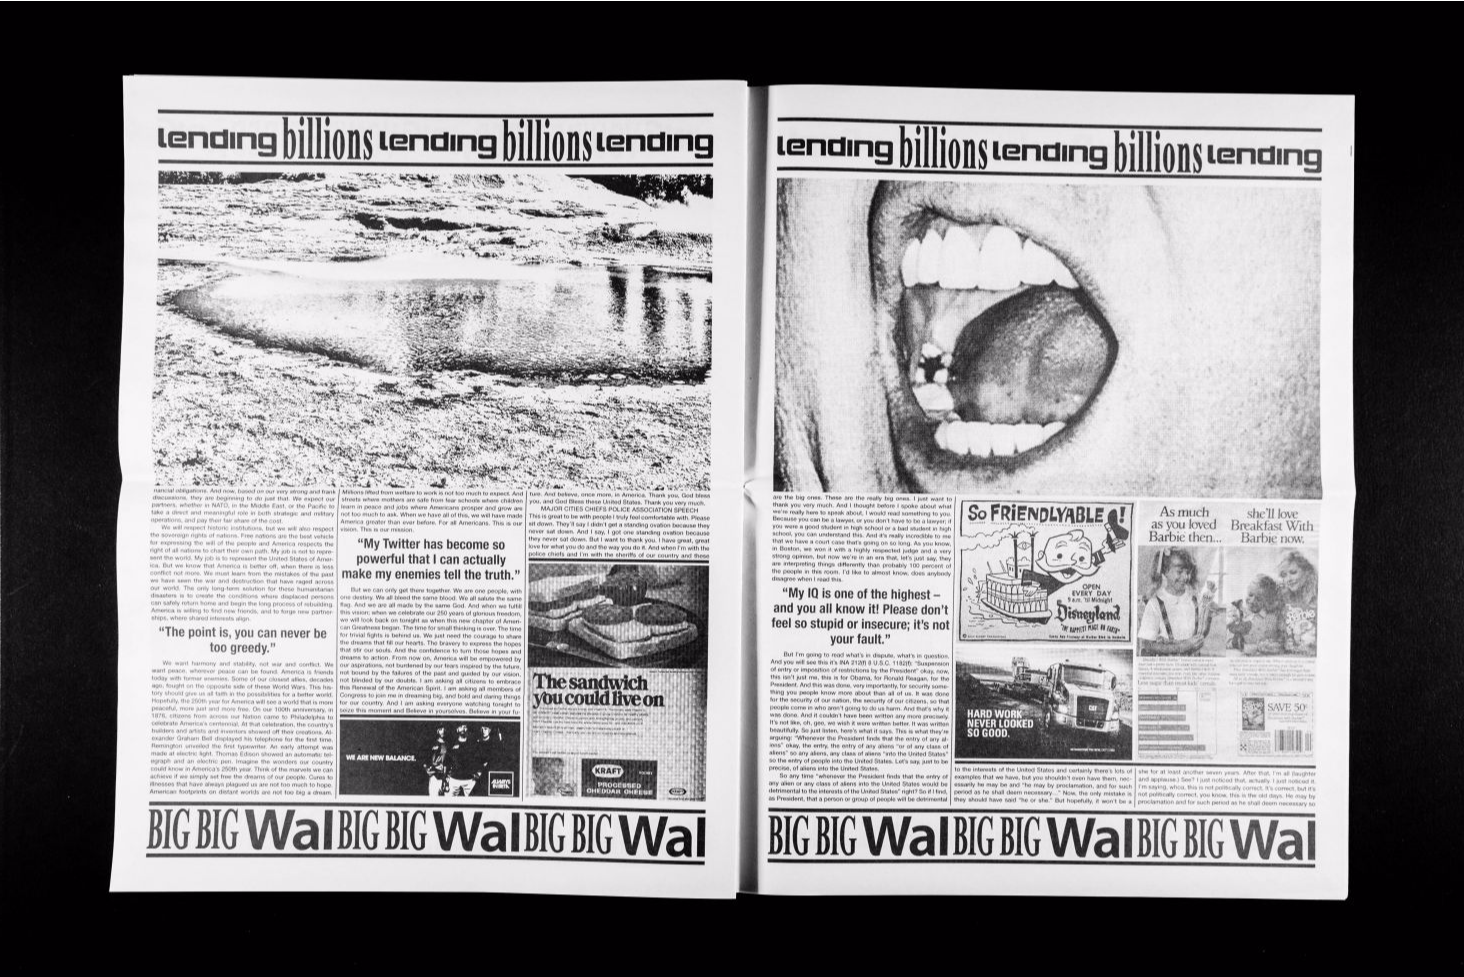 lending billions lending billions lending
nancial obligations. And now, based on our very strong and frank
discussions, they are beginning to do just that. We expect our
partners, whether in NATO, in the Middle East, or the Pacific to
take a direct and meaningful role in both strategic and military
operations, and pay their fair share of the cost.
We will respect historic institutions, but we will also respect
the sovereign rights of nations. Free nations are the best vehicle
for expressing the will of the people and America respects the
right of all nations to chart their own path. My job is not to repre-
sent the world. My job is to represent the United States of Amer-
ica. But we know that America is better off, when there is less
conflict not more. We must learn from the mistakes of the past
we have seen the war and destruction that have raged across
our world. The only long-term solution for these humanitarian
disasters is to create the conditions where displaced persons
can safely return home and begin the long process of rebuilding.
America is willing to find new friends, and to forge new partner-
ships, where shared interests align.
“The point is, you can never be
too greedy.”
We want harmony and stability, not war and conflict. We
want peace, wherever peace can be found. America is friends
today with former enemies. Some of our closest allies, decades
ago, fought on the opposite side of these World Wars. This his-
tory should give us all faith in the possibilities for a better world.
Hopefully, the 250th year for America will see a world that is more
peaceful, more just and more free. On our 100th anniversary, in
1876, citizens from across our Nation came to Philadelphia to
celebrate America's centennial. At that celebration, the country's
builders and artists and inventors showed off their creations. Al-
exander Graham Bell displayed his telephone for the first time.
Remington unveiled the first typewriter. An early attempt was
made at electric light. Thomas Edison showed an automatic tel-
egraph and an electric pen. Imagine the wonders our country
could know in America's 250th year. Think of the marvels we can
achieve if we simply set free the dreams of our people. Cures to
illnesses that have always plagued us are not too much to hope.
American footprints on distant worlds are not too big a dream.
Millions lifted from welfare to work is not too much to expect. And
streets where mothers are safe from fear schools where children
learn in peace and jobs where Americans prosper and grow are
not too much to ask. When we have all of this, we will have made
America greater than ever before. For all Americans. This is our
vision. This is our mission.
“My Twitter has become so
powerful that I can actually
make my enemies tell the truth.”
But we can only get there together. We are one people, with
one destiny. We all bleed the same blood. We all salute the same
flag. And we are all made by the same God. And when we fulfill
this vision; when we celebrate our 250 years of glorious freedom,
we will look back on tonight as when this new chapter of Ameri-
can Greatness began. The time for small thinking is over. The time
for trivial fights is behind us. We just need the courage to share
the dreams that fill our hearts. The bravery to express the hopes
that stir our souls. And the confidence to turn those hopes and
dreams to action. From now on, America will be empowered by
our aspirations, not burdened by our fears inspired by the future,
not bound by the failures of the past and guided by our vision,
not blinded by our doubts. I am asking all citizens to embrace
this Renewal of the American Spirit. I am asking all members of
Congress to join me in dreaming big, and bold and daring things
for our country. And I am asking everyone watching tonight to
seize this moment and Believe in yourselves. Believe in your fu-
WE ARE NEW BALANCE.
ture. And believe, once more, in America. Thank you, God bless
you, and God Bless these United States. Thank you very much.
MAJOR CITIES CHIEFS POLICE ASSOCIATION SPEECH
This is great to be with people I truly feel comfortable with. Please
sit down. They'll say I didn't get a standing ovation because they
never sat down. And I say, I got one standing ovation because
they never sat down. But I want to thank you. I have great, great
love for what you do and the way you do it. And when I'm with the
police chiefs and I'm with the sheriffs of our country and these
The sandwich
you could live on
KRAFT
PROCESSED
CHEDDAR CHEESE
BIG BIG Wal BIG BIG Wal BIG BIG Wal
lending billions lending billions lending
are the big ones. These are the really big ones. I just want to
thank you very much. And I thought before I spoke about what
we're really here to speak about, I would read something to you.
Because you can be a lawyer, or you don't have to be a lawyer; if
you were a good student in high school or a bad student in high
school, you can understand this. And it's really incredible to me
that we have a court case that's going on so long. As you know,
in Boston, we won it with a highly respected judge and a very
strong opinion, but now we're in an era that, let's just say, they
are interpreting things differently than probably 100 percent of
the people in this room. I'd like to almost know, does anybody
disagree when I read this.
“My IQ is one of the highest –
and you all know it! Please don’t
feel so stupid or insecure; it’s not
your fault.”
But I'm going to read what's in dispute, what's in question.
And you will see this it's INA 212(f) 8 U.S.C. 1182(f): "Suspension
of entry or imposition of restrictions by the President" okay, now,
this isn't just me, this is for Obama, for Ronald Reagan, for the
President. And this was done, very importantly, for security some-
thing you people know more about than all of us. It was done
for the security of our nation, the security of our citizens, so that
people come in who aren't going to do us harm. And that's why it
was done. And it couldn't have been written any more precisely.
It's not like, oh, gee, we wish it were written better. It was written
beautifully. So just listen, here's what it says. This is what they're
arguing: "Whenever the President finds that the entry of any al-
iens" okay, the entry, the entry of any aliens "or of any class of
aliens" so any aliens, any class of aliens "into the United States"
so the entry of people into the United States. Let's say, just to be
precise, of aliens into the United States.
So any time "whenever the President finds that the entry of
any alien or any class of aliens into the United States would be
detrimental to the interests of the United States" right? So if I find,
as President, that a person or group of people will be detrimental
So FRiENDLYABLE!
OPEN
EVERY DAY
9 a.m. 'til Midnight
Disneyland
"THE HAPPIEST PLACE ON EARTH"
HARD WORK
NEVER LOOKED
SO GOOD.
CAT
to the interests of the United States and certainly there's lots of
examples that we have, but you shouldn't even have them, nec-
essarily he may be and "he may by proclamation, and for such
period as he shall deem necessary..." Now, the only mistake is
they should have said "he or she." But hopefully, it won't be a
As much
as you loved
Barbie then...
she'll love
Breakfast With
Barbie now.
SAVE 50¢
she for at least another seven years. After that, I'm all (laughter
and applause.) See? I just noticed that, actually. I just noticed it.
I'm saying, whoa, this is not politically correct. It's correct, but it's
not politically correct, you know, this is the old days. He may by
proclamation and for such period as he shall deem necessary so
BIG BIG Wal BIG BIG Wal BIG BIG Wal